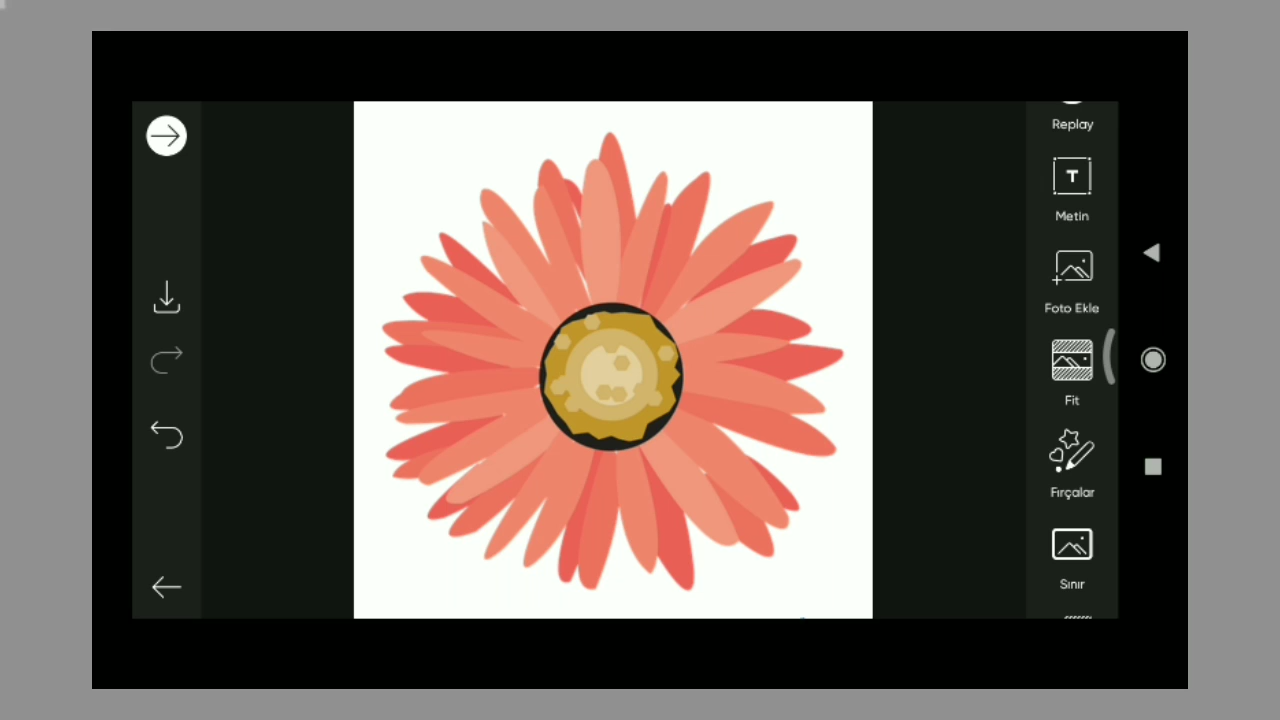 Replay
T
Metin
Foto Ekle
Fit
Fırçalar
Sınır